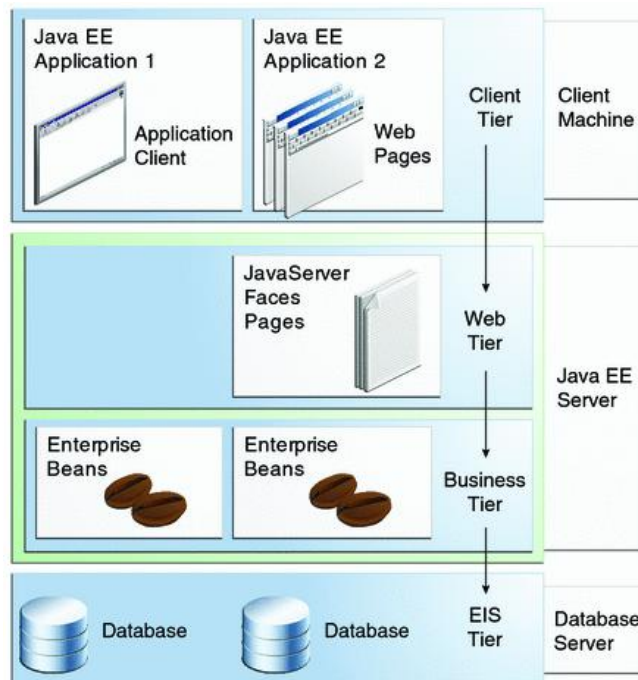 Java EE
Application 1
Application
Client
Java EE
Application 2
Web
Pages
Client
Tier
Client
Machine
JavaServer
Faces
Pages
Web
Tier
Java EE
Server
Enterprise
Beans
Enterprise
Beans
Business
Tier
Database
Database
EIS
Tier
Database
Server